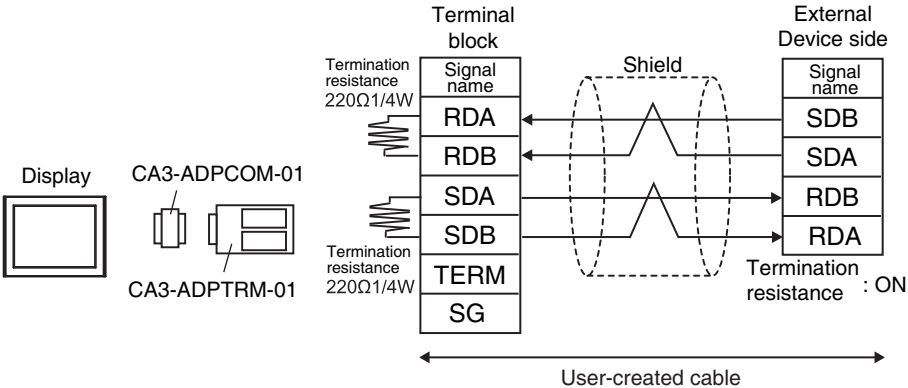 Terminal
block
External
Device side
Termination
resistance
220Ω1/4W
Signal
name
Shield
Signal
name
RDA
SDB
RDB
SDA
Display
CA3-ADPCOM-01
SDA
RDB
SDB
RDA
CA3-ADPTRM-01
Termination
resistance
220Ω1/4W
TERM
Termination
resistance : ON
SG
User-created cable